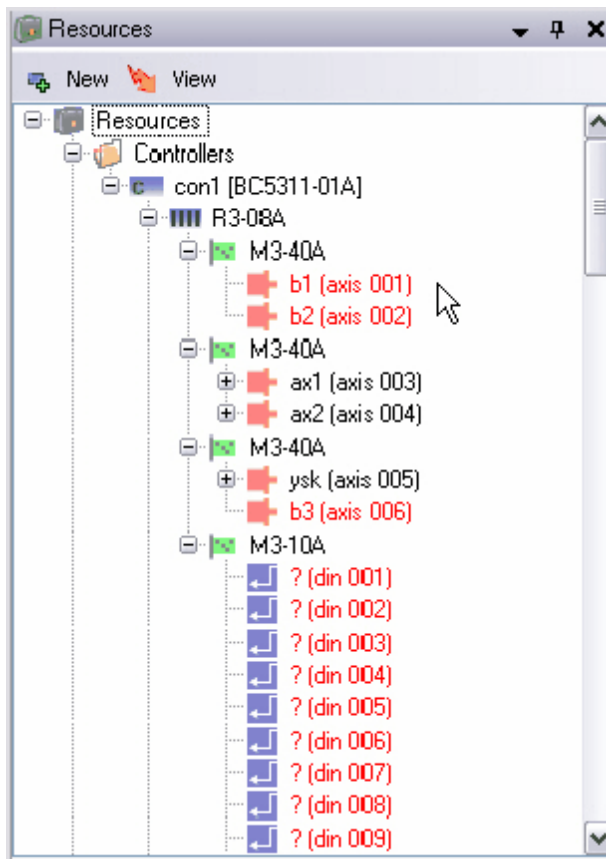 Resources
New View
Resources
Controllers
con1 [BC5311-01A]
R3-08A
M3-40A
b1 (axis 001)
b2 (axis 002)
M3-40A
ax1 (axis 003)
ax2 (axis 004)
M3-40A
ysk (axis 005)
b3 (axis 006)
M3-10A
? (din 001)
? (din 002)
? (din 003)
? (din 004)
? (din 005)
? (din 006)
? (din 007)
? (din 008)
? (din 009)